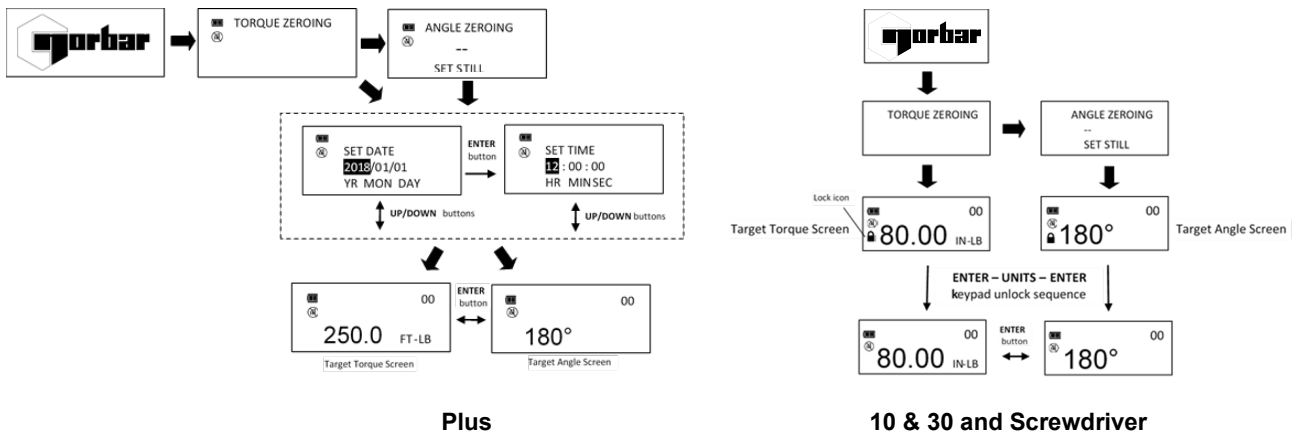 norbar
TORQUE ZEROING
ANGLE ZEROING
--
SET STILL
SET DATE
2018/01/01
YR MON DAY
ENTER
button
SET TIME
12 : 00 : 00
HR MINSEC
UP/DOWN buttons
UP/DOWN buttons
00
250.0 FT-LB
Target Torque Screen
ENTER
button
00
180°
Target Angle Screen
Plus
norbar
TORQUE ZEROING
ANGLE ZEROING
--
SET STILL
Lock icon
Target Torque Screen
00
80.00 IN-LB
00
180°
Target Angle Screen
ENTER – UNITS – ENTER
keypad unlock sequence
00
80.00 IN-LB
ENTER
button
00
180°
10 & 30 and Screwdriver